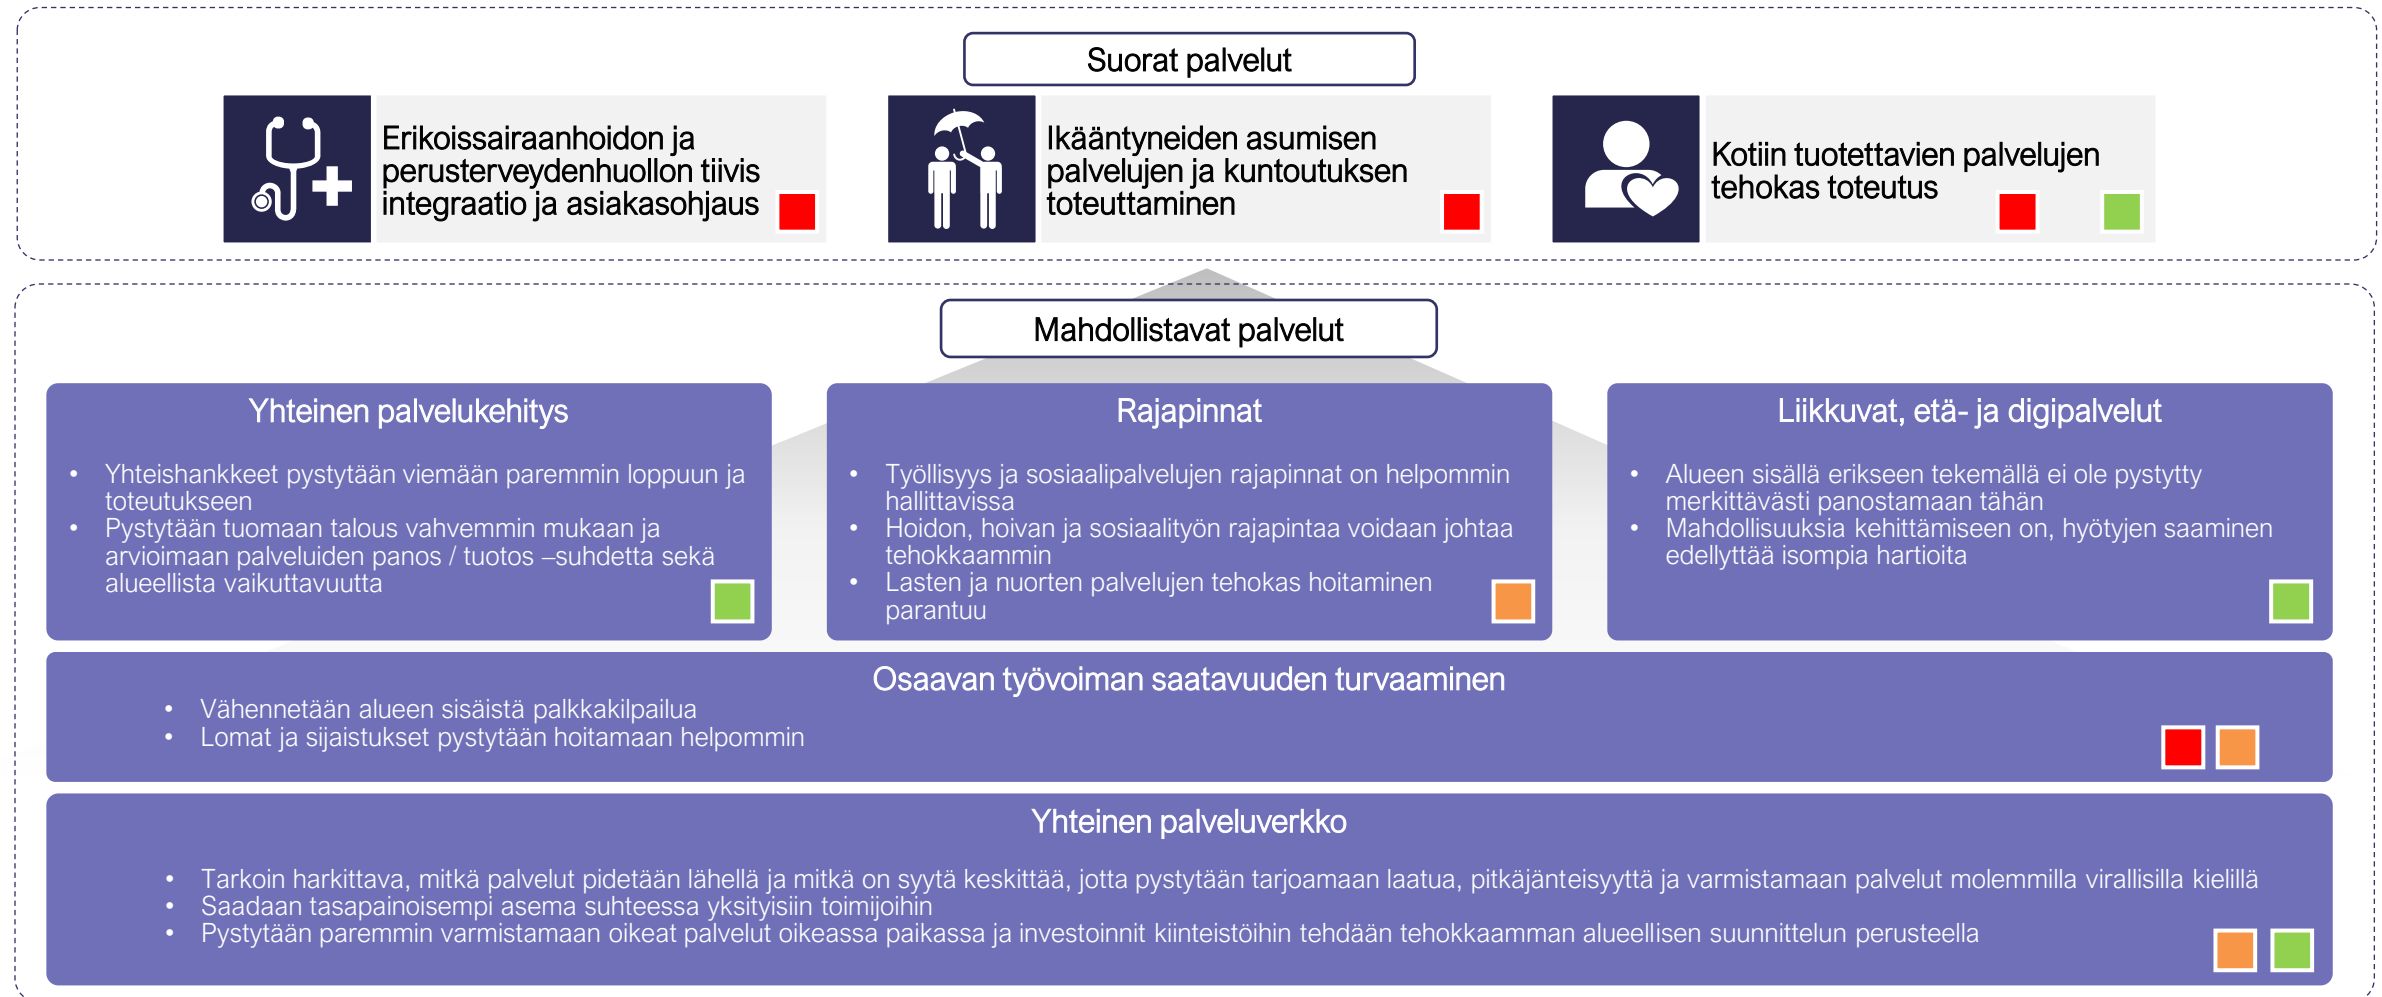 Suorat palvelut
Erikoissairaanhoidon ja
perusterveydenhuollon tiivis
integraatio ja asiakasohjaus
Ikääntyneiden asumisen
palvelujen ja kuntoutuksen
toteuttaminen
Kotiin tuotettavien palvelujen
tehokas toteutus
Mahdollistavat palvelut
Yhteinen palvelukehitys
• Yhteishankkeet pystytään viemään paremmin loppuun ja
toteutukseen
• Pystytään tuomaan talous vahvemmin mukaan ja
arvioimaan palveluiden panos / tuotos –suhdetta sekä
alueellista vaikuttavuutta
Rajapinnat
• Työllisyys ja sosiaalipalvelujen rajapinnat on helpommin
hallittavissa
• Hoidon, hoivan ja sosiaalityön rajapintaa voidaan johtaa
tehokkaammin
• Lasten ja nuorten palvelujen tehokas hoitaminen
parantuu
Liikkuvat, etä- ja digipalvelut
• Alueen sisällä erikseen tekemällä ei ole pystytty
merkittävästi panostamaan tähän
• Mahdollisuuksia kehittämiseen on, hyötyjen saaminen
edellyttää isompia hartioita
Osaavan työvoiman saatavuuden turvaaminen
• Vähennetään alueen sisäistä palkkakilpailua
• Lomat ja sijaistukset pystytään hoitamaan helpommin
Yhteinen palveluverkko
• Tarkoin harkittava, mitkä palvelut pidetään lähellä ja mitkä on syytä keskittää, jotta pystytään tarjoamaan laatua, pitkäjänteisyyttä ja varmistamaan palvelut molemmilla virallisilla kielillä
• Saadaan tasapainoisempi asema suhteessa yksityisiin toimijoihin
• Pystytään paremmin varmistamaan oikeat palvelut oikeassa paikassa ja investoinnit kiinteistöihin tehdään tehokkaamman alueellisen suunnittelun perusteella